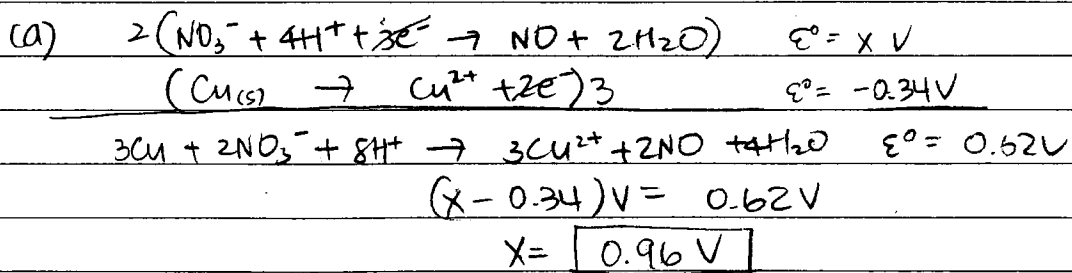 (a) 2(NO₃⁻ + 4H⁺ + 3e⁻ → NO + 2H₂O) ε° = x V
(Cu(s) → Cu²⁺ + 2e⁻)3 ε° = -0.34V
3Cu + 2NO₃⁻ + 8H⁺ → 3Cu²⁺ + 2NO + 4H₂O ε° = 0.62V
(x - 0.34)V = 0.62V
x = 0.96 V